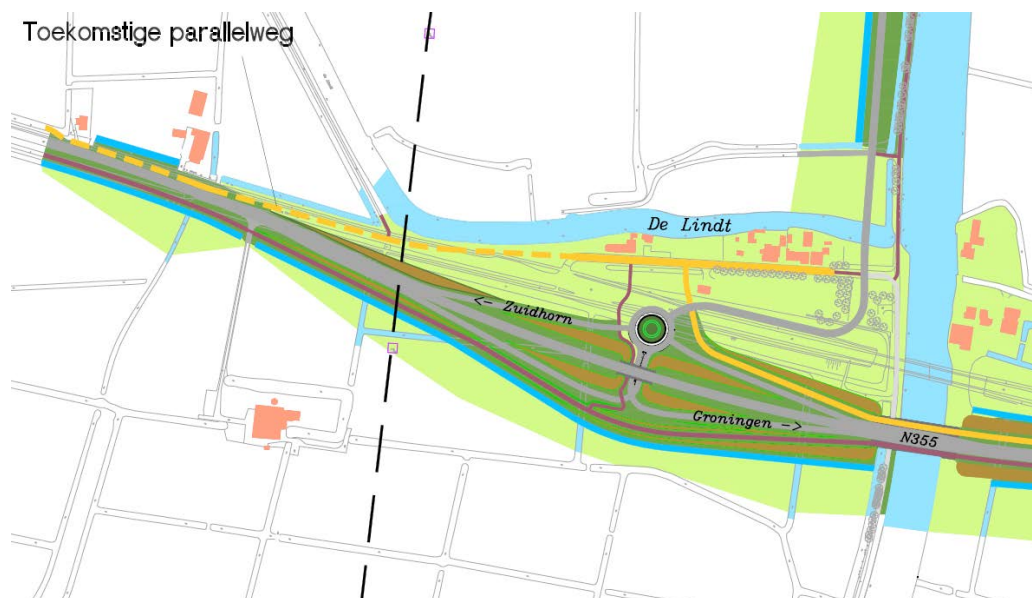 Toekomstige parallelweg
De Lindt
<- Zuidhorn
Groningen ->
N355